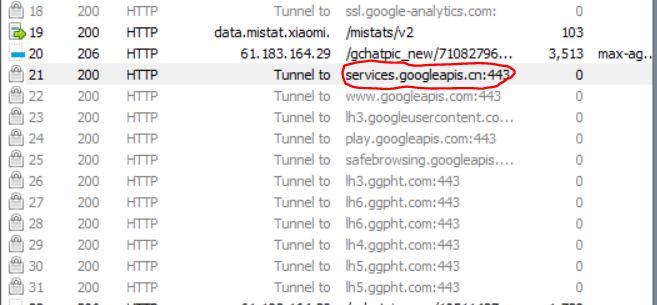 18 200 HTTP Tunnel to ssl.google-analytics.com: 0
19 200 HTTP data.mistat.xiaomi. /mistats/v2 103
20 206 HTTP 61.183.164.29 /gchatpic_new/71082796... 3,513 max-ag...
21 200 HTTP Tunnel to services.googleapis.cn:443 0
22 200 HTTP Tunnel to www.googleapis.com:443 0
23 200 HTTP Tunnel to lh3.googleusercontent.co... 0
24 200 HTTP Tunnel to play.googleapis.com:443 0
25 200 HTTP Tunnel to safebrowsing.googleapis.... 0
26 200 HTTP Tunnel to lh3.ggpht.com:443 0
27 200 HTTP Tunnel to lh6.ggpht.com:443 0
28 200 HTTP Tunnel to lh6.ggpht.com:443 0
29 200 HTTP Tunnel to lh4.ggpht.com:443 0
30 200 HTTP Tunnel to lh5.ggpht.com:443 0
31 200 HTTP Tunnel to lh5.ggpht.com:443 0